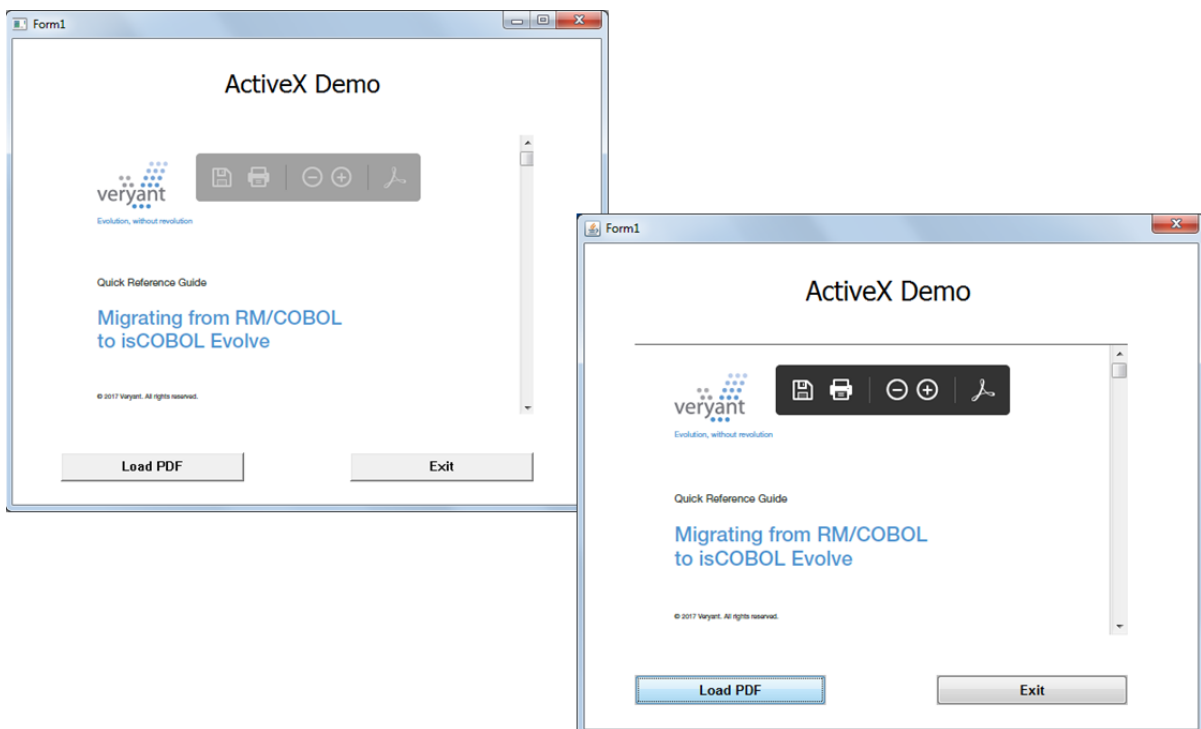 Form1
ActiveX Demo
veryant
Evolution, without revolution
Quick Reference Guide
Migrating from RM/COBOL
to isCOBOL Evolve
© 2017 Veryant. All rights reserved.
Load PDF Exit
Form1
ActiveX Demo
veryant
Evolution, without revolution
Quick Reference Guide
Migrating from RM/COBOL
to isCOBOL Evolve
© 2017 Veryant. All rights reserved.
Load PDF Exit